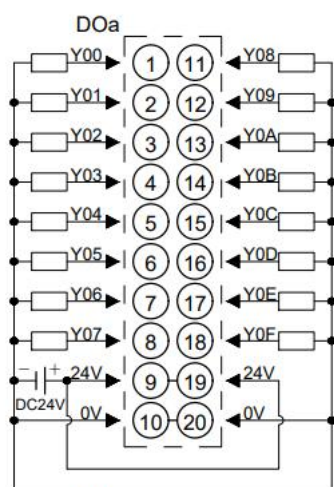 DOa
Y00 1 11 Y08
Y01 2 12 Y09
Y02 3 13 Y0A
Y03 4 14 Y0B
Y04 5 15 Y0C
Y05 6 16 Y0D
Y06 7 17 Y0E
Y07 8 18 Y0F
− + 24V 9 19 24V
DC24V 0V 10 20 0V